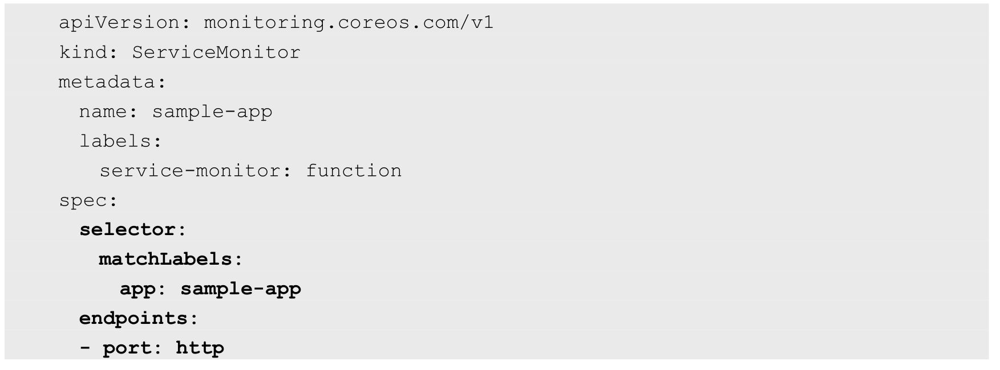 apiVersion: monitoring.coreos.com/v1
kind: ServiceMonitor
metadata:
  name: sample-app
  labels:
    service-monitor: function
spec:
  selector:
    matchLabels:
      app: sample-app
  endpoints:
  - port: http